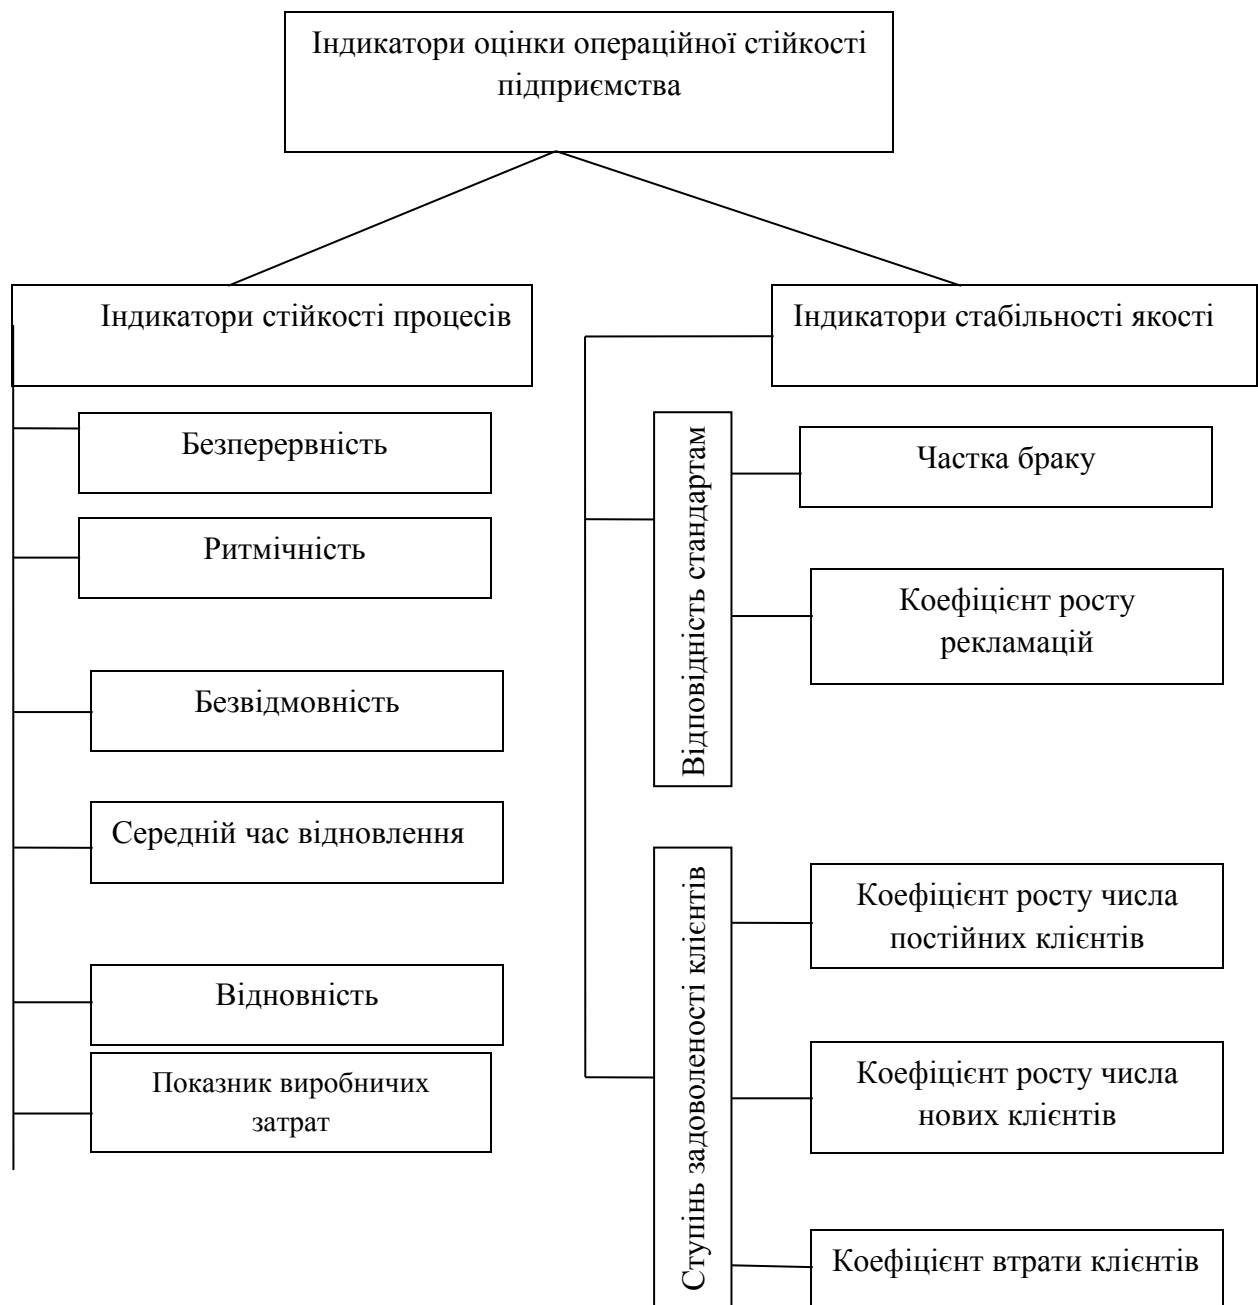 Індикатори оцінки операційної стійкості
підприємства
Індикатори стійкості процесів
Безперервність
Ритмічність
Безвідмовність
Середній час відновлення
Відновність
Показник виробничих
затрат
Індикатори стабільності якості
Відповідність стандартам
Частка браку
Коефіцієнт росту
рекламацій
Ступінь задоволеності клієнтів
Коефіцієнт росту числа
постійних клієнтів
Коефіцієнт росту числа
нових клієнтів
Коефіцієнт втрати клієнтів